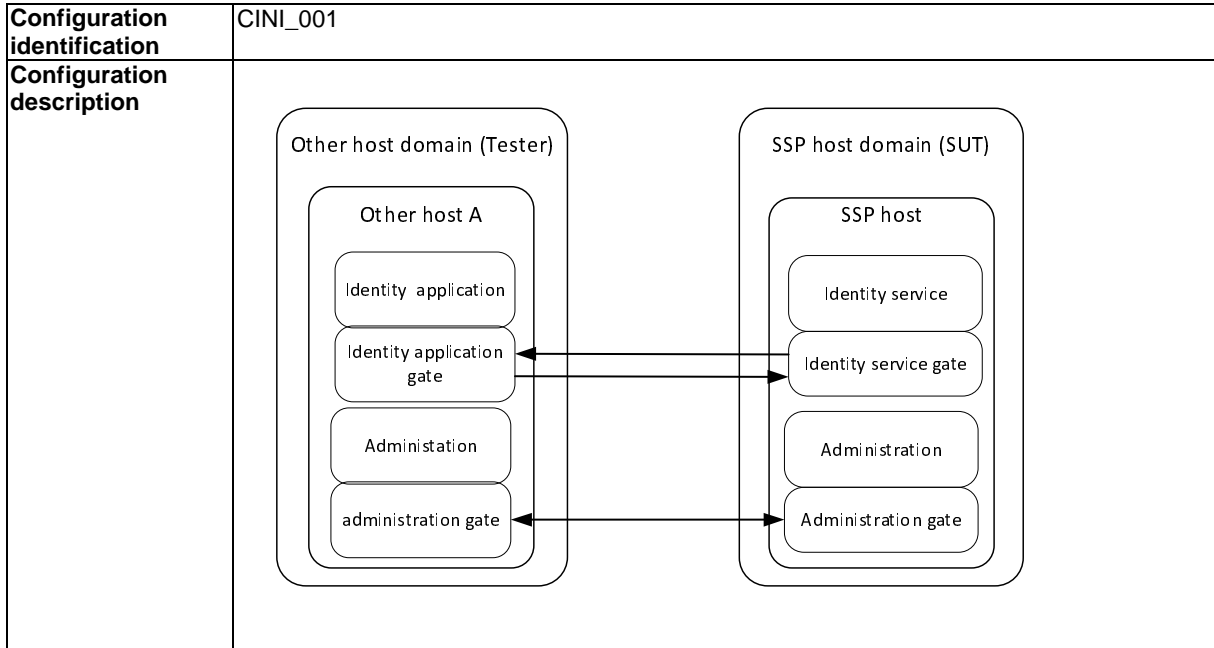 Configuration
identification
CINI_001
Configuration
description
Other host domain (Tester)
Other host A
Identity application
Identity application
gate
Administation
administration gate
SSP host domain (SUT)
SSP host
Identity service
Identity service gate
Administration
Administration gate